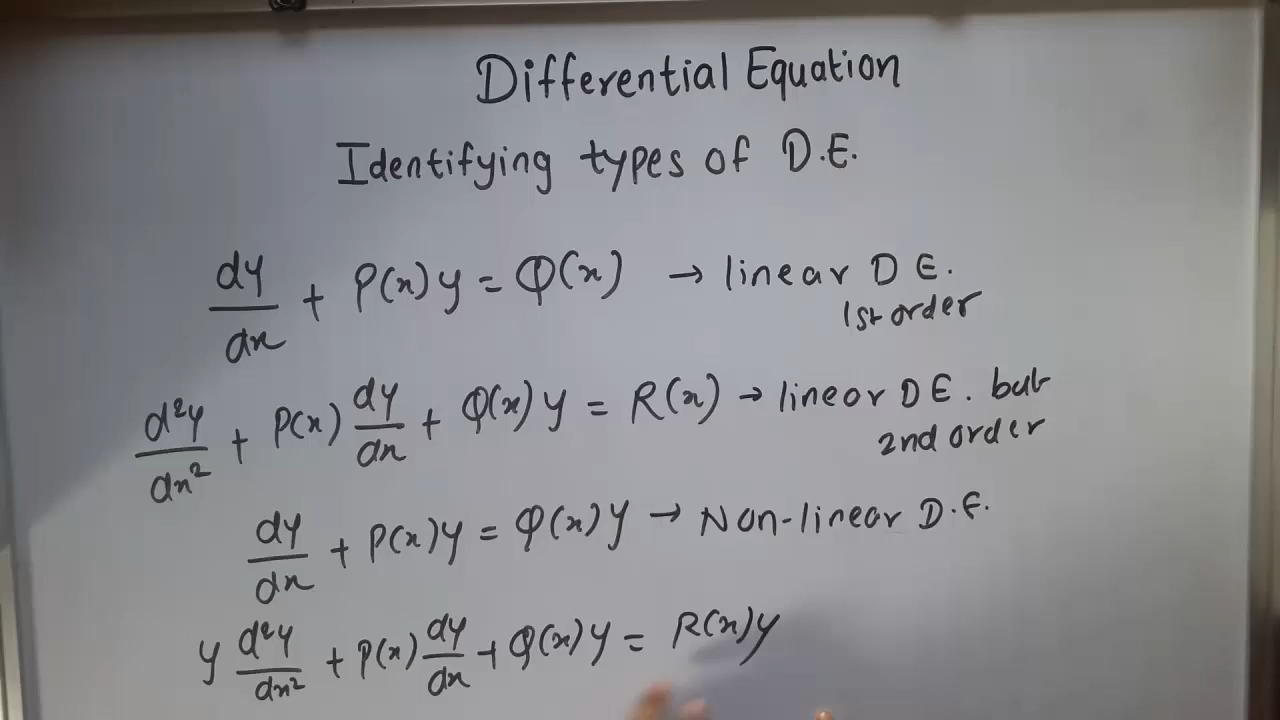 Differential Equation
Identifying types of D.E.
dy/dx + P(x)y = Q(x) → linear D E.
1st order
d²y/dx² + P(x) dy/dx + Q(x)y = R(x) → linear D E. but
2nd order
dy/dx + P(x)y = Q(x)y → Non-linear D.E.
y d²y/dx² + P(x) dy/dx + Q(x)y = R(x)y